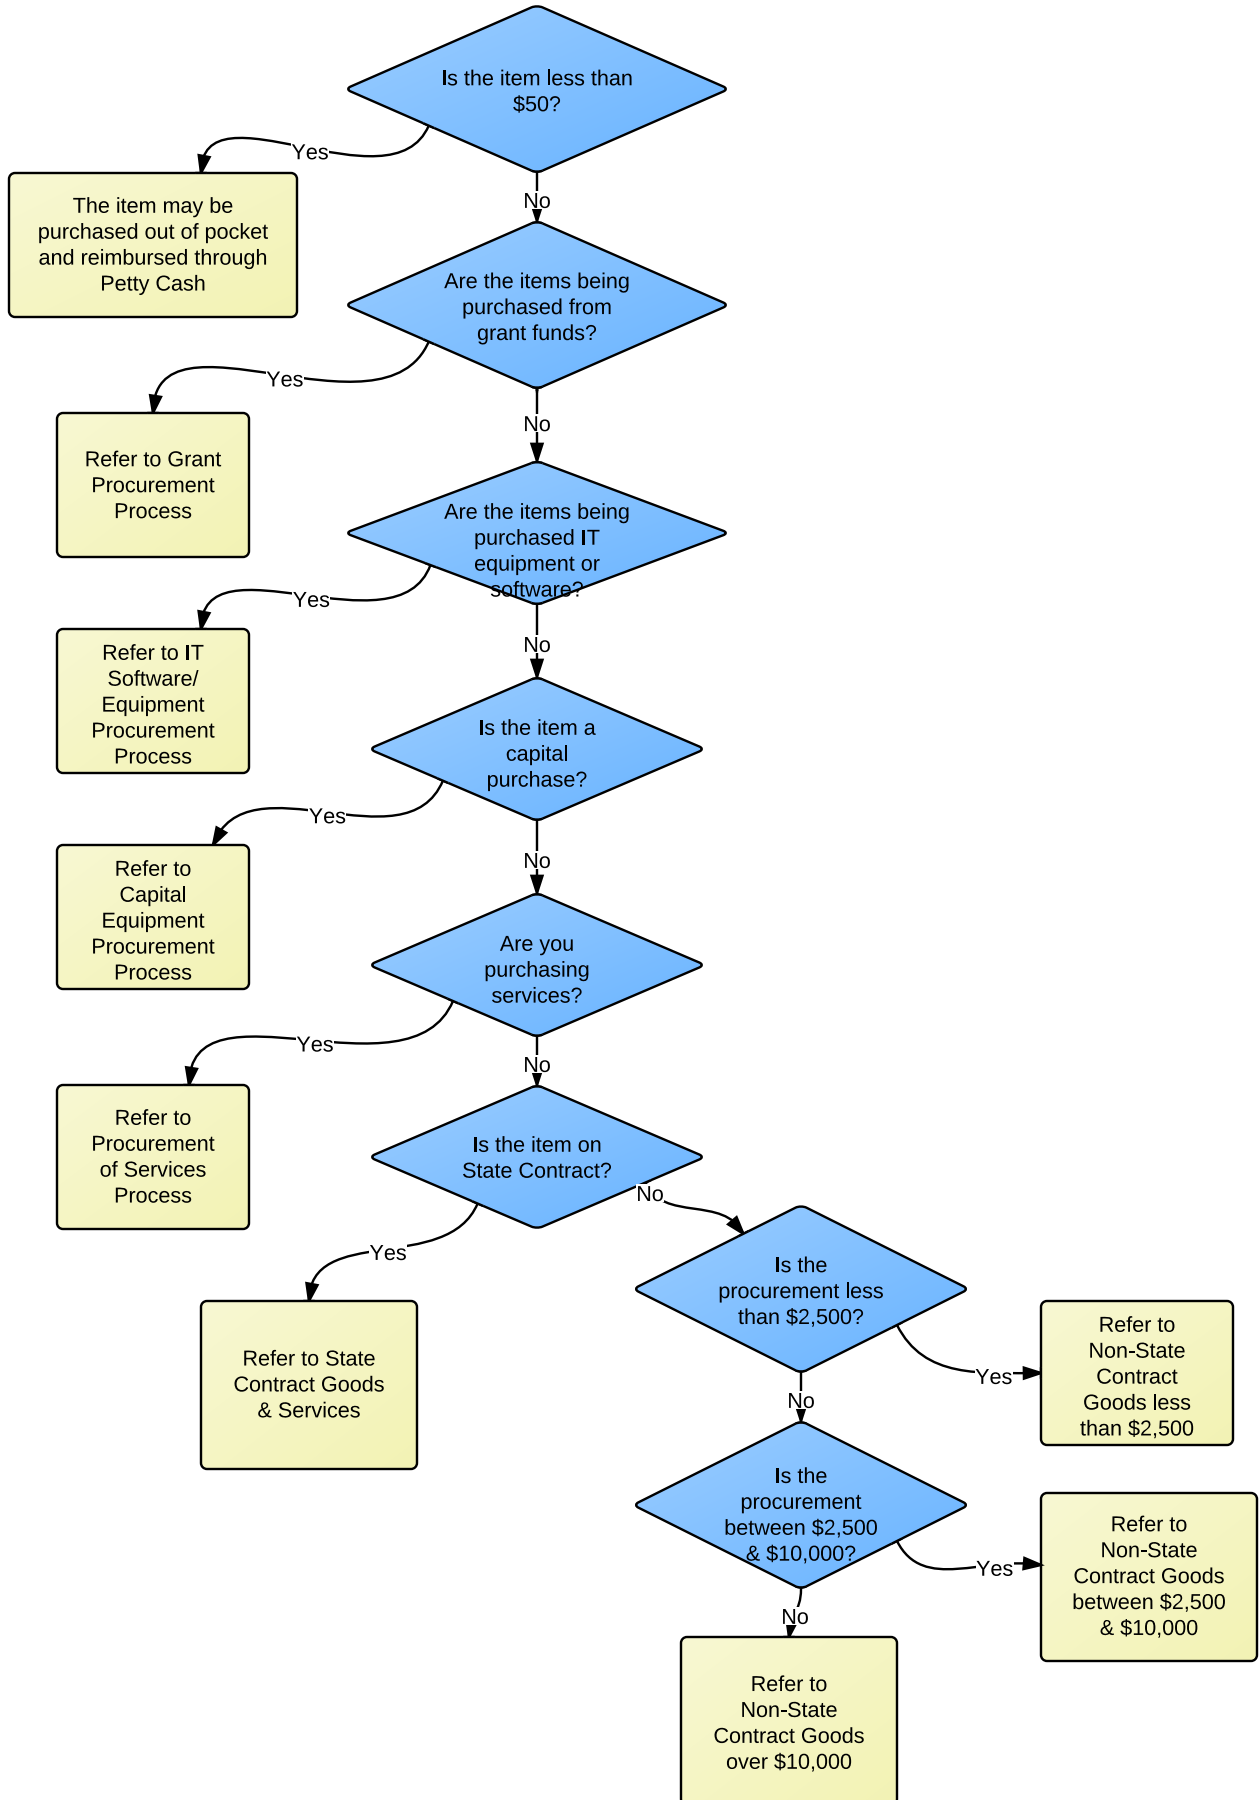 Is the item less than
$50?
Yes
No
The item may be
purchased out of pocket
and reimbursed through
Petty Cash
Are the items being
purchased from
grant funds?
Yes
No
Refer to Grant
Procurement
Process
Are the items being
purchased IT
equipment or
software?
Yes
No
Refer to IT
Software/
Equipment
Procurement
Process
Is the item a
capital
purchase?
Yes
No
Refer to
Capital
Equipment
Procurement
Process
Are you
purchasing
services?
Yes
No
Refer to
Procurement
of Services
Process
Is the item on
State Contract?
No
Yes
Refer to State
Contract Goods
& Services
Is the
procurement less
than $2,500?
Yes
No
Refer to
Non-State
Contract
Goods less
than $2,500
Is the
procurement
between $2,500
& $10,000?
Yes
No
Refer to
Non-State
Contract Goods
between $2,500
& $10,000
Refer to
Non-State
Contract Goods
over $10,000